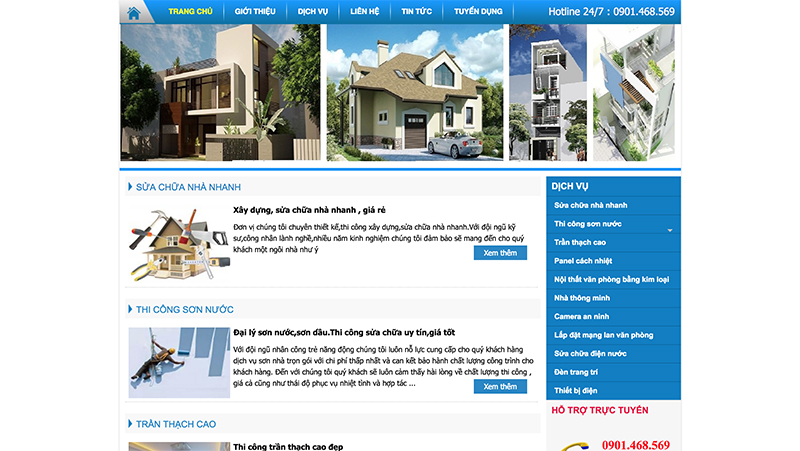 TRANG CHỦ GIỚI THIỆU DỊCH VỤ LIÊN HỆ TIN TỨC TUYỂN DỤNG Hotline 24/7 : 0901.468.569
SỬA CHỮA NHÀ NHANH
Xây dựng, sửa chữa nhà nhanh , giá rẻ
Đơn vị chúng tôi chuyên thiết kế,thi công xây dựng,sửa chữa nhà nhanh.Với đội ngũ kỹ
sư,công nhân lành nghề,nhiều năm kinh nghiệm chúng tôi đảm bảo sẽ mang đến cho quý
khách một ngôi nhà như ý
Xem thêm
THI CÔNG SƠN NƯỚC
Đại lý sơn nước,sơn dầu.Thi công sửa chữa uy tín,giá tốt
Với đội ngũ nhân công trẻ năng động chúng tôi luôn nỗ lực cung cấp cho quý khách hàng
dịch vụ sơn nhà trọn gói với chi phí thấp nhất và can kết bảo hành chất lượng công trình cho
khách hàng. Đến với chúng tôi quý khách sẽ luôn cảm thấy hài lòng về chất lượng thi công ,
giá cả cũng như thái độ phục vụ nhiệt tình và hợp tác ...
Xem thêm
TRẦN THẠCH CAO
Thi công trần thạch cao đẹp
DỊCH VỤ
Sửa chữa nhà nhanh
Thi công sơn nước
Trần thạch cao
Panel cách nhiệt
Nội thất văn phòng bằng kim loại
Nhà thông minh
Camera an ninh
Lắp đặt mạng lan văn phòng
Sửa chữa điện nước
Đèn trang trí
Thiết bị điện
HỖ TRỢ TRỰC TUYẾN
0901.468.569